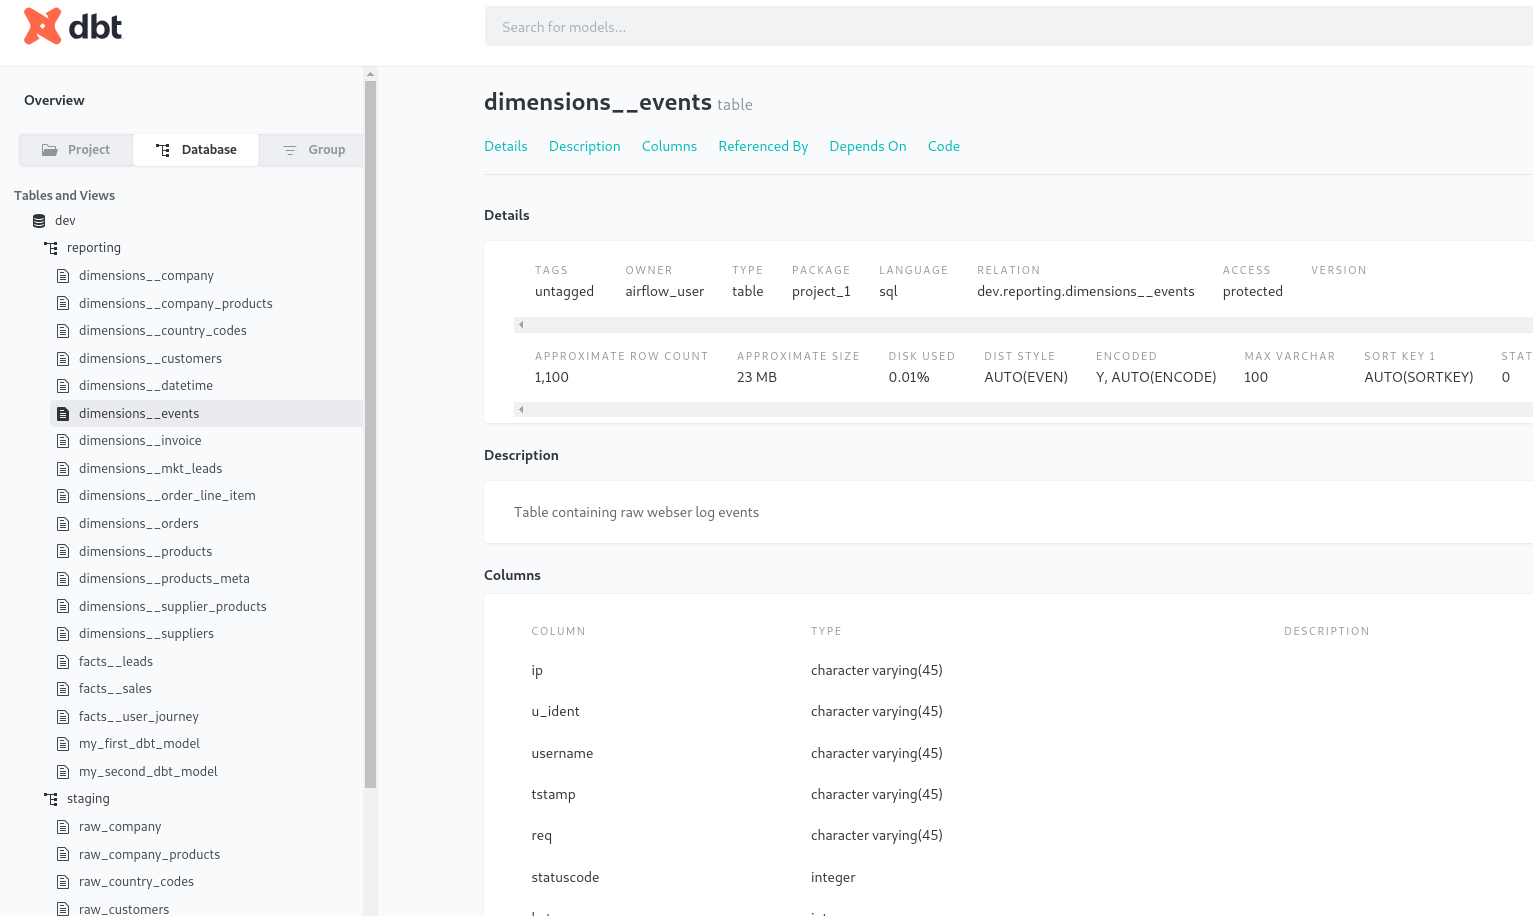 dbt
Search for models...
Overview
Project
Database
Group
Tables and Views
dev
reporting
dimensions__company
dimensions__company_products
dimensions__country_codes
dimensions__customers
dimensions__datetime
dimensions__events
dimensions__invoice
dimensions__mkt_leads
dimensions__order_line_item
dimensions__orders
dimensions__products
dimensions__products_meta
dimensions__supplier_products
dimensions__suppliers
facts__leads
facts__sales
facts__user_journey
my_first_dbt_model
my_second_dbt_model
staging
raw_company
raw_company_products
raw_country_codes
raw_customers
dimensions__events table
Details Description Columns Referenced By Depends On Code
Details
TAGS OWNER TYPE PACKAGE LANGUAGE RELATION ACCESS VERSION
untagged airflow_user table project_1 sql dev.reporting.dimensions__events protected
APPROXIMATE ROW COUNT APPROXIMATE SIZE DISK USED DIST STYLE ENCODED MAX VARCHAR SORT KEY 1 STAT
1,100 23 MB 0.01% AUTO(EVEN) Y, AUTO(ENCODE) 100 AUTO(SORTKEY) 0
Description
Table containing raw webser log events
Columns
COLUMN TYPE DESCRIPTION
ip character varying(45)
u_ident character varying(45)
username character varying(45)
tstamp character varying(45)
req character varying(45)
statuscode integer